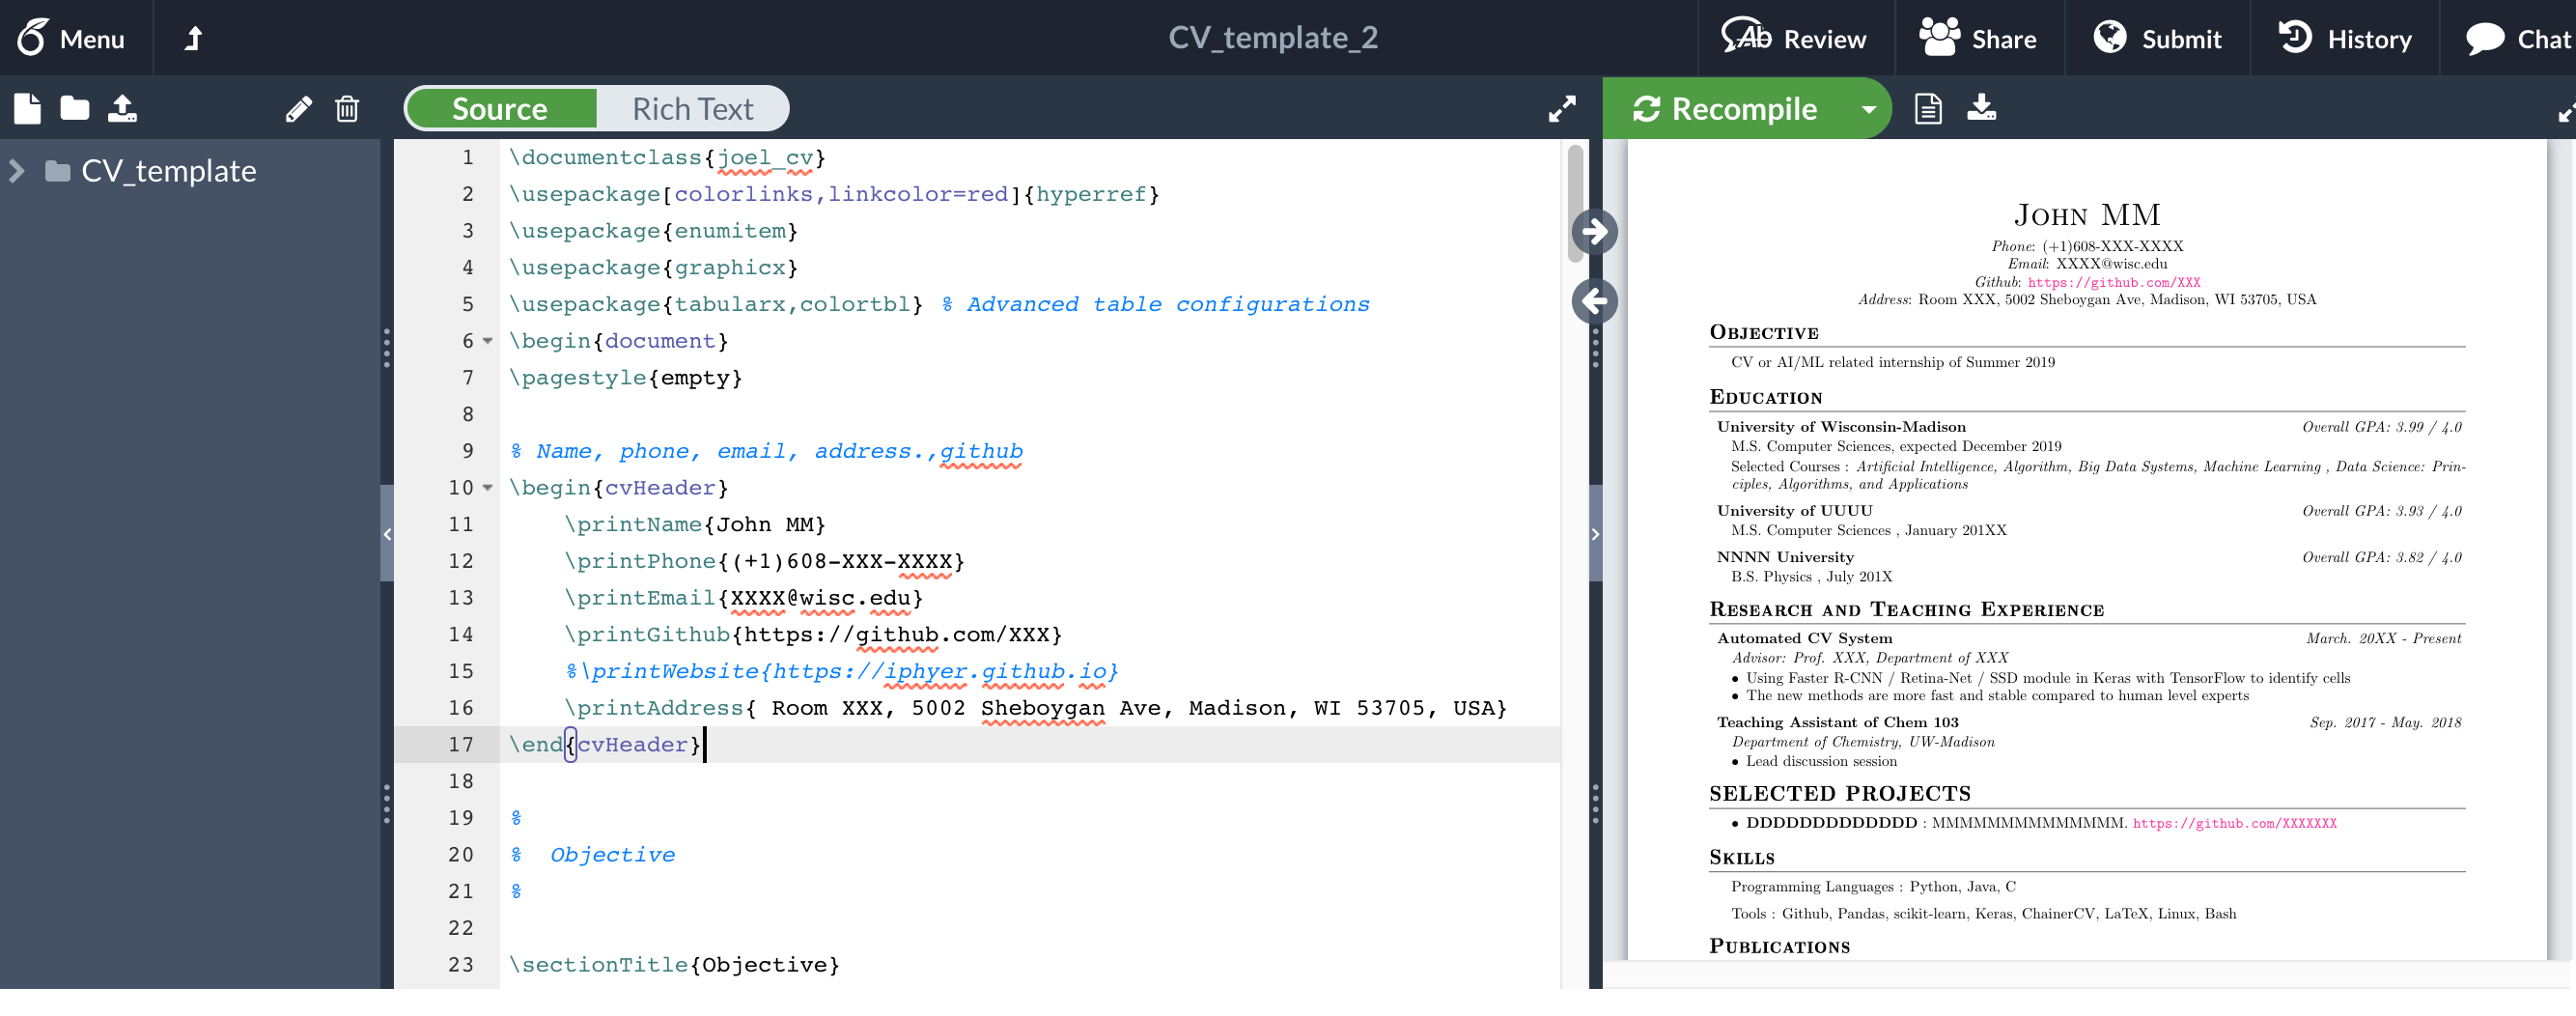 Menu
CV_template_2
Review
Share
Submit
History
Chat
Source
Rich Text
Recompile
CV_template
1 \documentclass{joel_cv}
2 \usepackage[colorlinks,linkcolor=red]{hyperref}
3 \usepackage{enumitem}
4 \usepackage{graphicx}
5 \usepackage{tabularx,colortbl} % Advanced table configurations
6 \begin{document}
7 \pagestyle{empty}
8
9 % Name, phone, email, address.,github
10 \begin{cvHeader}
11 \printName{John MM}
12 \printPhone{(+1)608-XXX-XXXX}
13 \printEmail{XXXX@wisc.edu}
14 \printGithub{https://github.com/XXX}
15 %\printWebsite{https://iphyer.github.io}
16 \printAddress{ Room XXX, 5002 Sheboygan Ave, Madison, WI 53705, USA}
17 \end{cvHeader}
18
19 %
20 % Objective
21 %
22
23 \sectionTitle{Objective}
John MM
Phone: (+1)608-XXX-XXXX
Email: XXXX@wisc.edu
Github: https://github.com/XXX
Address: Room XXX, 5002 Sheboygan Ave, Madison, WI 53705, USA
Objective
CV or AI/ML related internship of Summer 2019
Education
University of Wisconsin-Madison Overall GPA: 3.99 / 4.0
M.S. Computer Sciences, expected December 2019
Selected Courses : Artificial Intelligence, Algorithm, Big Data Systems, Machine Learning , Data Science: Prin-
ciples, Algorithms, and Applications
University of UUUU Overall GPA: 3.93 / 4.0
M.S. Computer Sciences , January 201XX
NNNN University Overall GPA: 3.82 / 4.0
B.S. Physics , July 201X
Research and Teaching Experience
Automated CV System March. 20XX - Present
Advisor: Prof. XXX, Department of XXX
• Using Faster R-CNN / Retina-Net / SSD module in Keras with TensorFlow to identify cells
• The new methods are more fast and stable compared to human level experts
Teaching Assistant of Chem 103 Sep. 2017 - May. 2018
Department of Chemistry, UW-Madison
• Lead discussion session
SELECTED PROJECTS
• DDDDDDDDDDDDD : MMMMMMMMMMMMMM. https://github.com/XXXXXXX
Skills
Programming Languages : Python, Java, C
Tools : Github, Pandas, scikit-learn, Keras, ChainerCV, LaTeX, Linux, Bash
Publications